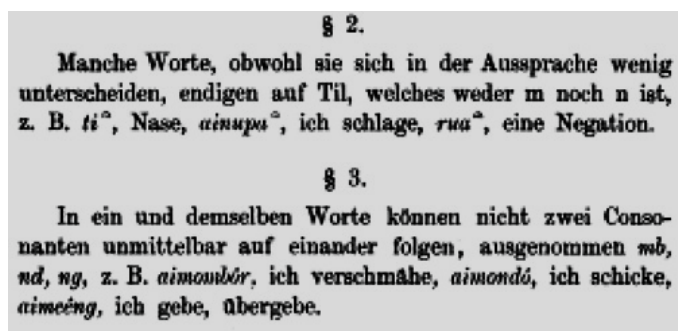 § 2.
Manche Worte, obwohl sie sich in der Aussprache wenig
unterscheiden, endigen auf Til, welches weder m noch n ist,
z. B. ti~, Nase, ainupa~, ich schlage, rua~, eine Negation.
§ 3.
In ein und demselben Worte können nicht zwei Conso-
nanten unmittelbar auf einander folgen, ausgenommen mb,
nd, ng, z. B. aimombór, ich verschmähe, aimondó, ich schicke,
aimeéng, ich gebe, übergebe.